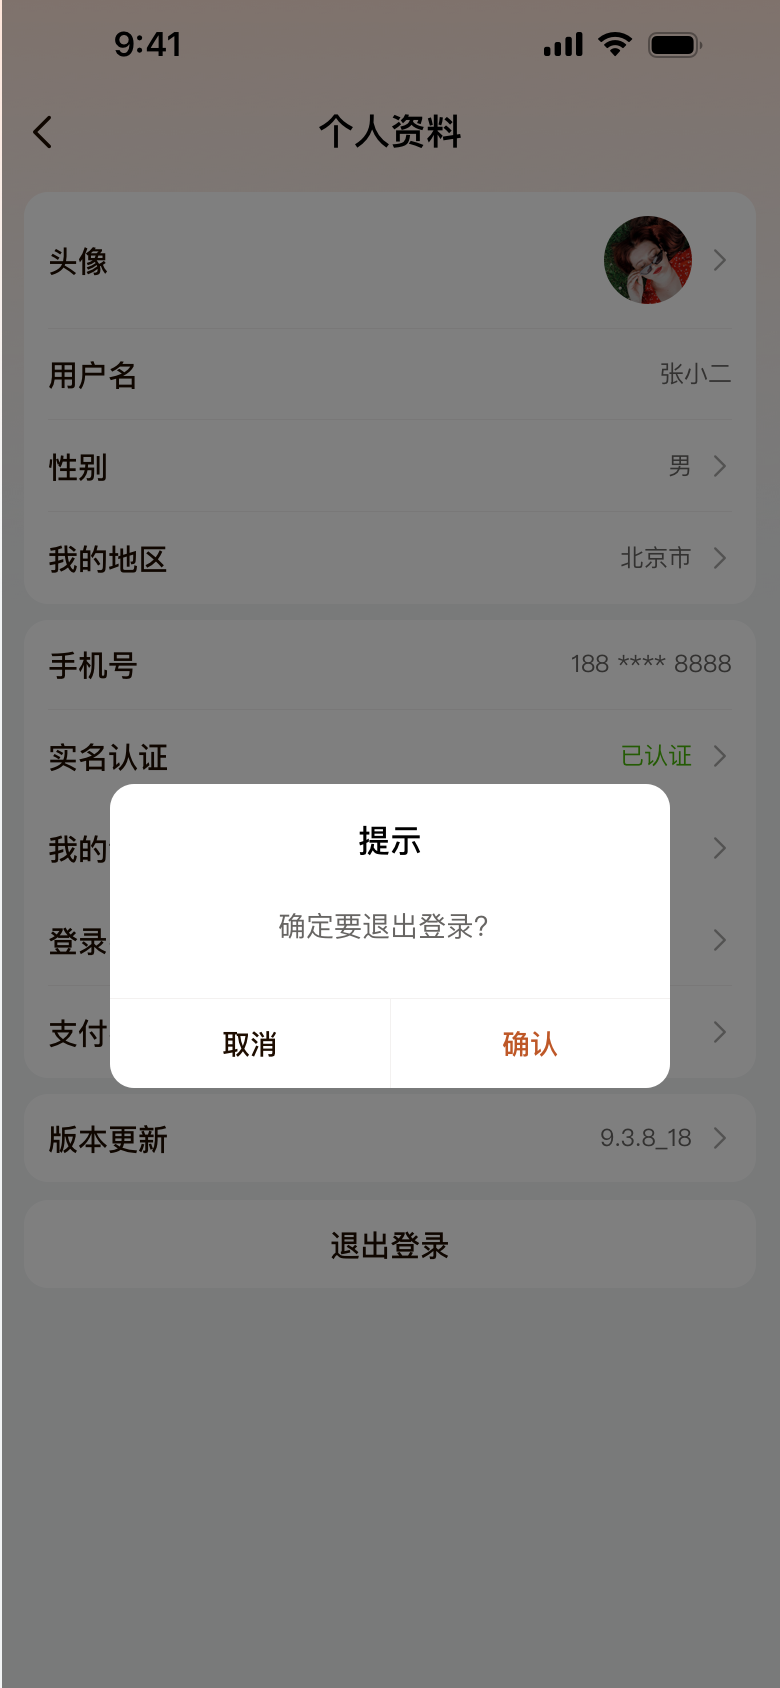 9:41
个人资料
头像
用户名 张小二
性别 男
我的地区 北京市
手机号 188 **** 8888
实名认证 已认证
我的
登录
支付
提示
确定要退出登录?
取消 确认
版本更新 9.3.8_18
退出登录